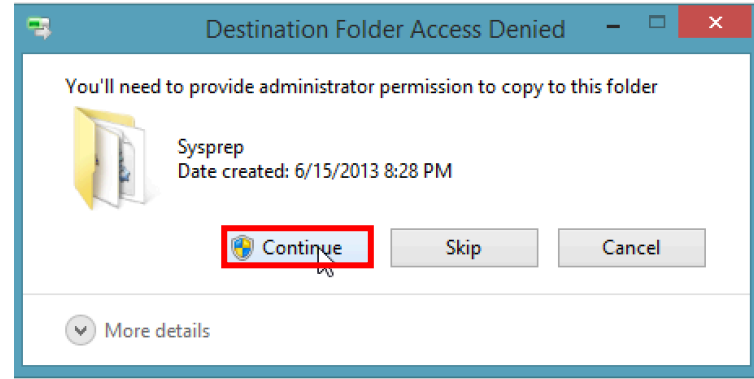 Destination Folder Access Denied
You'll need to provide administrator permission to copy to this folder
Sysprep
Date created: 6/15/2013 8:28 PM
Continue Skip Cancel
More details